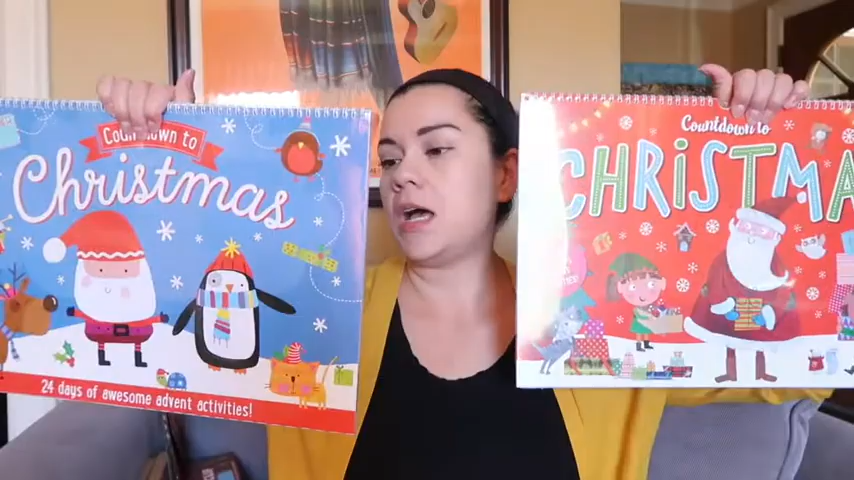 Countdown to
Christmas
24 days of awesome advent activities!
Countdown to
CHRISTMA